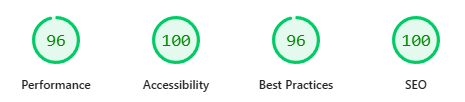 96 100 96 100
Performance Accessibility Best Practices SEO